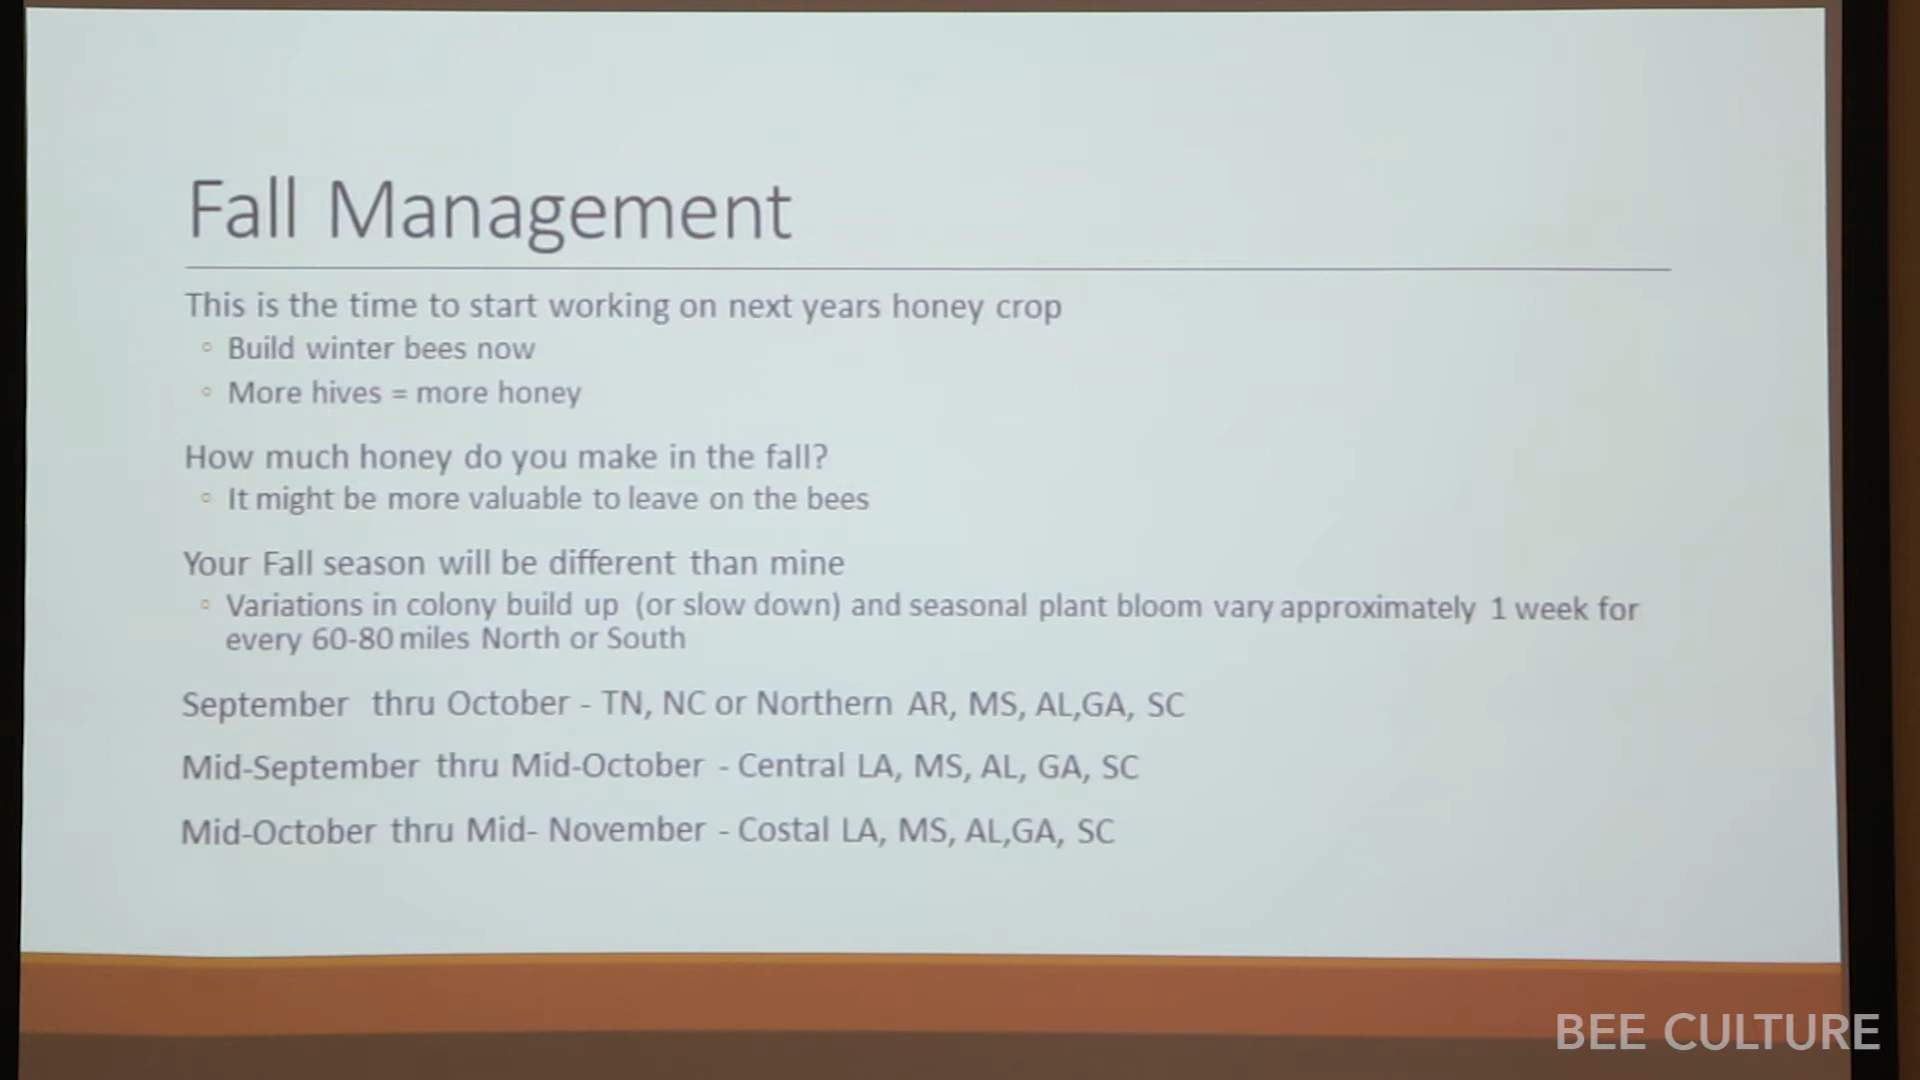 Fall Management
This is the time to start working on next years honey crop
Build winter bees now
More hives = more honey
How much honey do you make in the fall?
It might be more valuable to leave on the bees
Your Fall season will be different than mine
Variations in colony build up (or slow down) and seasonal plant bloom vary approximately 1 week for
every 60-80 miles North or South
September thru October - TN, NC or Northern AR, MS, AL,GA, SC
Mid-September thru Mid-October - Central LA, MS, AL, GA, SC
Mid-October thru Mid- November - Costal LA, MS, AL,GA, SC
BEE CULTURE